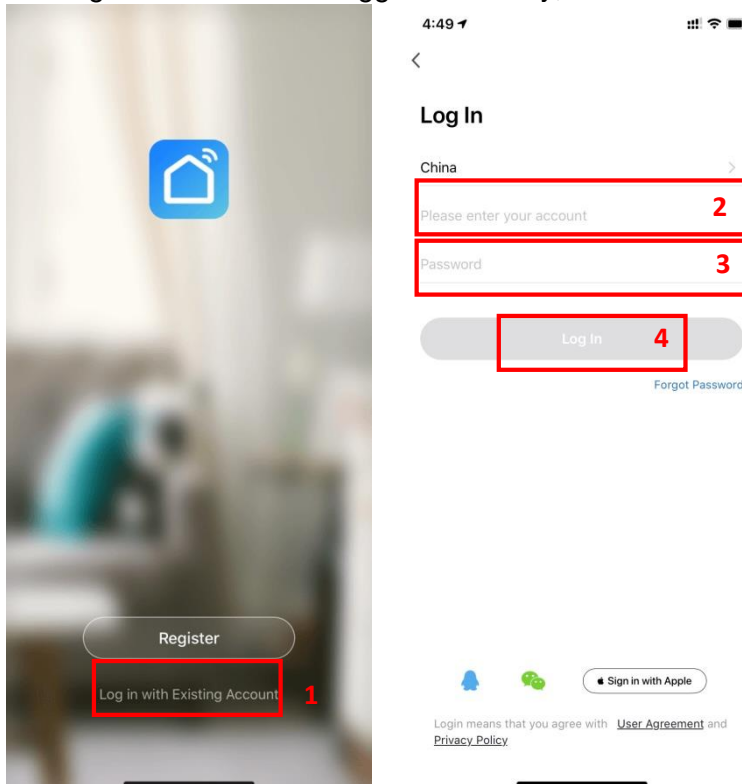 Register
Log in with Existing Account 1
4:49
Log In
China
Please enter your account 2
Password 3
Log In 4
Forgot Password
Sign in with Apple
Login means that you agree with User Agreement and
Privacy Policy